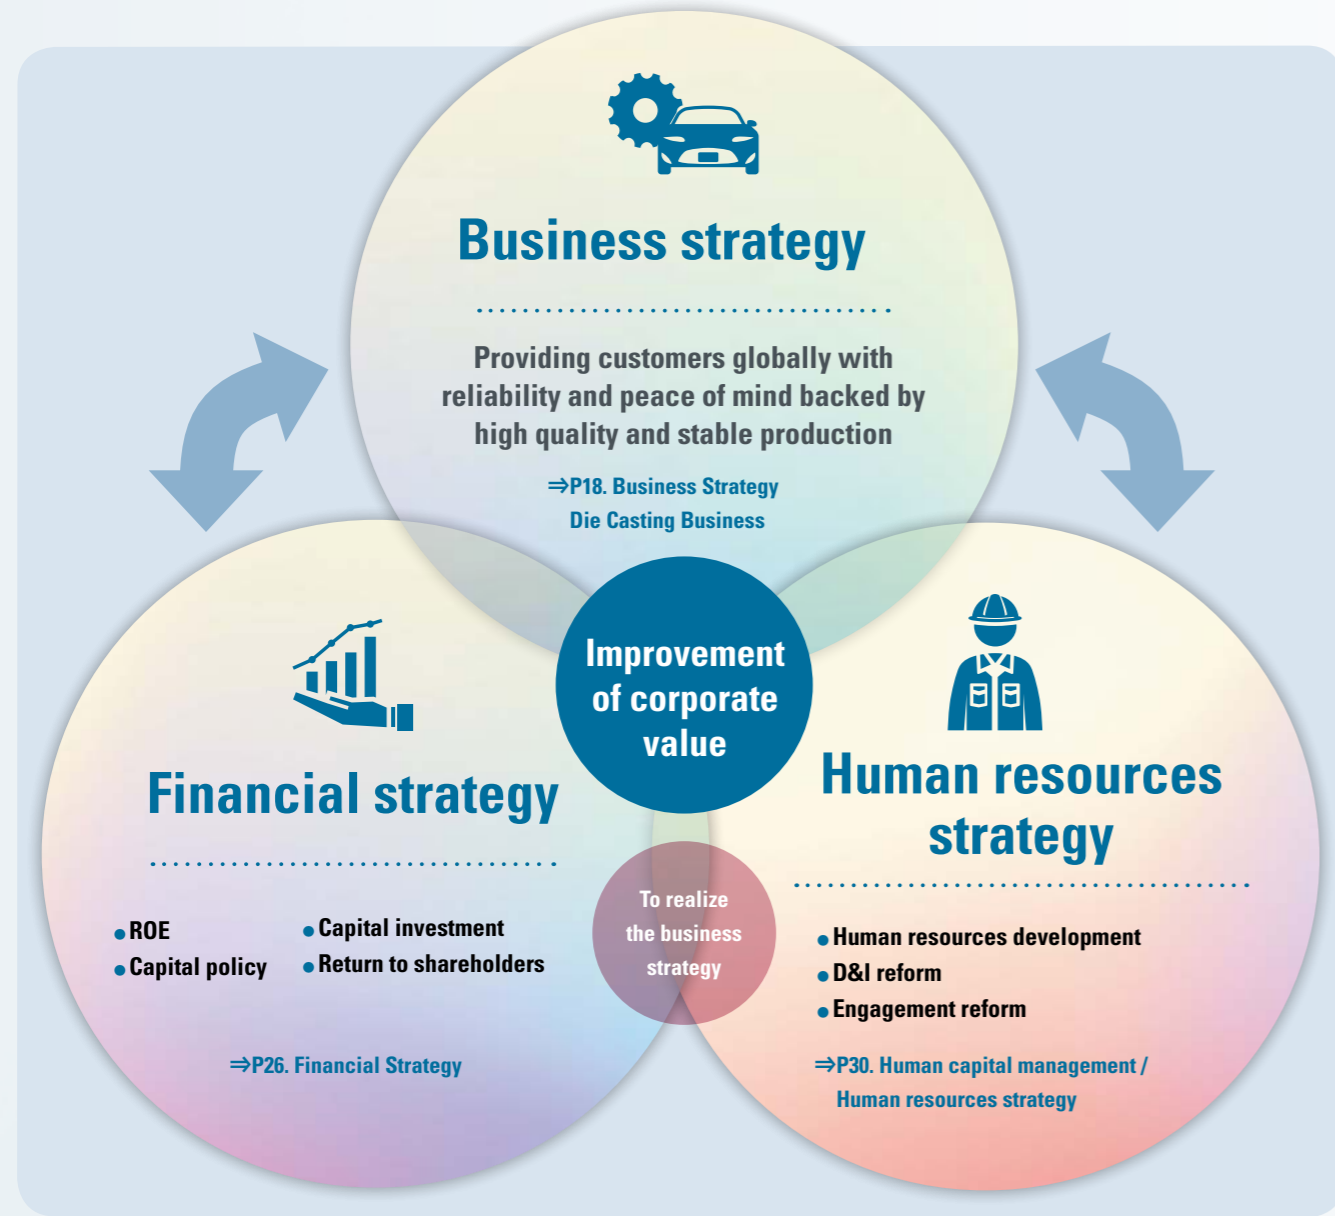 Business strategy
Providing customers globally with
reliability and peace of mind backed by
high quality and stable production
⇒P18. Business Strategy
Die Casting Business
Improvement
of corporate
value
Financial strategy
● ROE
● Capital policy
● Capital investment
● Return to shareholders
⇒P26. Financial Strategy
To realize
the business
strategy
Human resources
strategy
● Human resources development
● D&I reform
● Engagement reform
⇒P30. Human capital management /
Human resources strategy